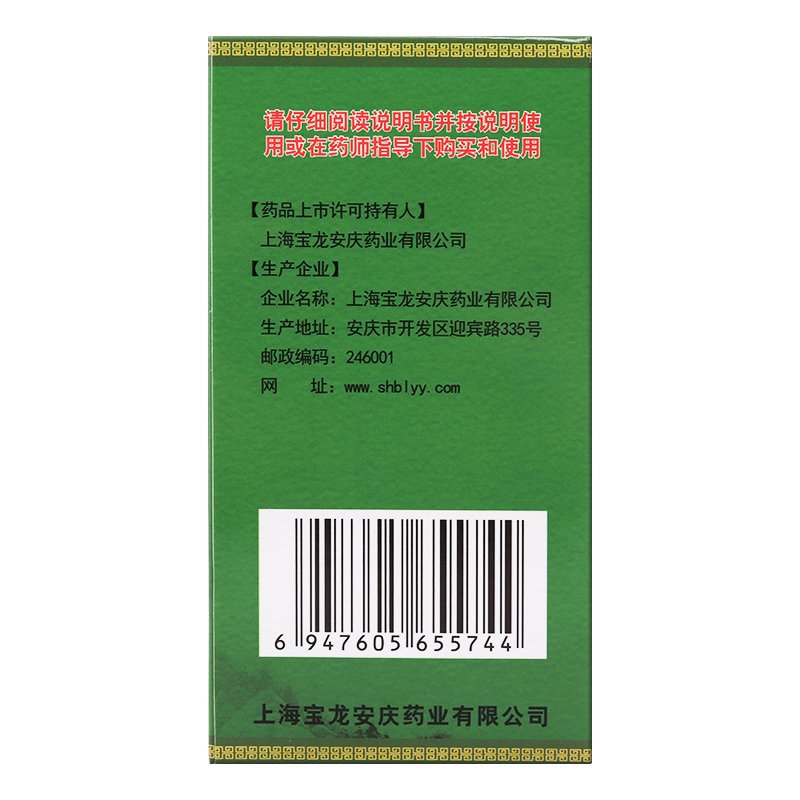 请仔细阅读说明书并按说明使
用或在药师指导下购买和使用
【药品上市许可持有人】
上海宝龙安庆药业有限公司
【生产企业】
企业名称：上海宝龙安庆药业有限公司
生产地址：安庆市开发区迎宾路335号
邮政编码：246001
网 址：www.shblyy.com
6 947605 655744
上海宝龙安庆药业有限公司